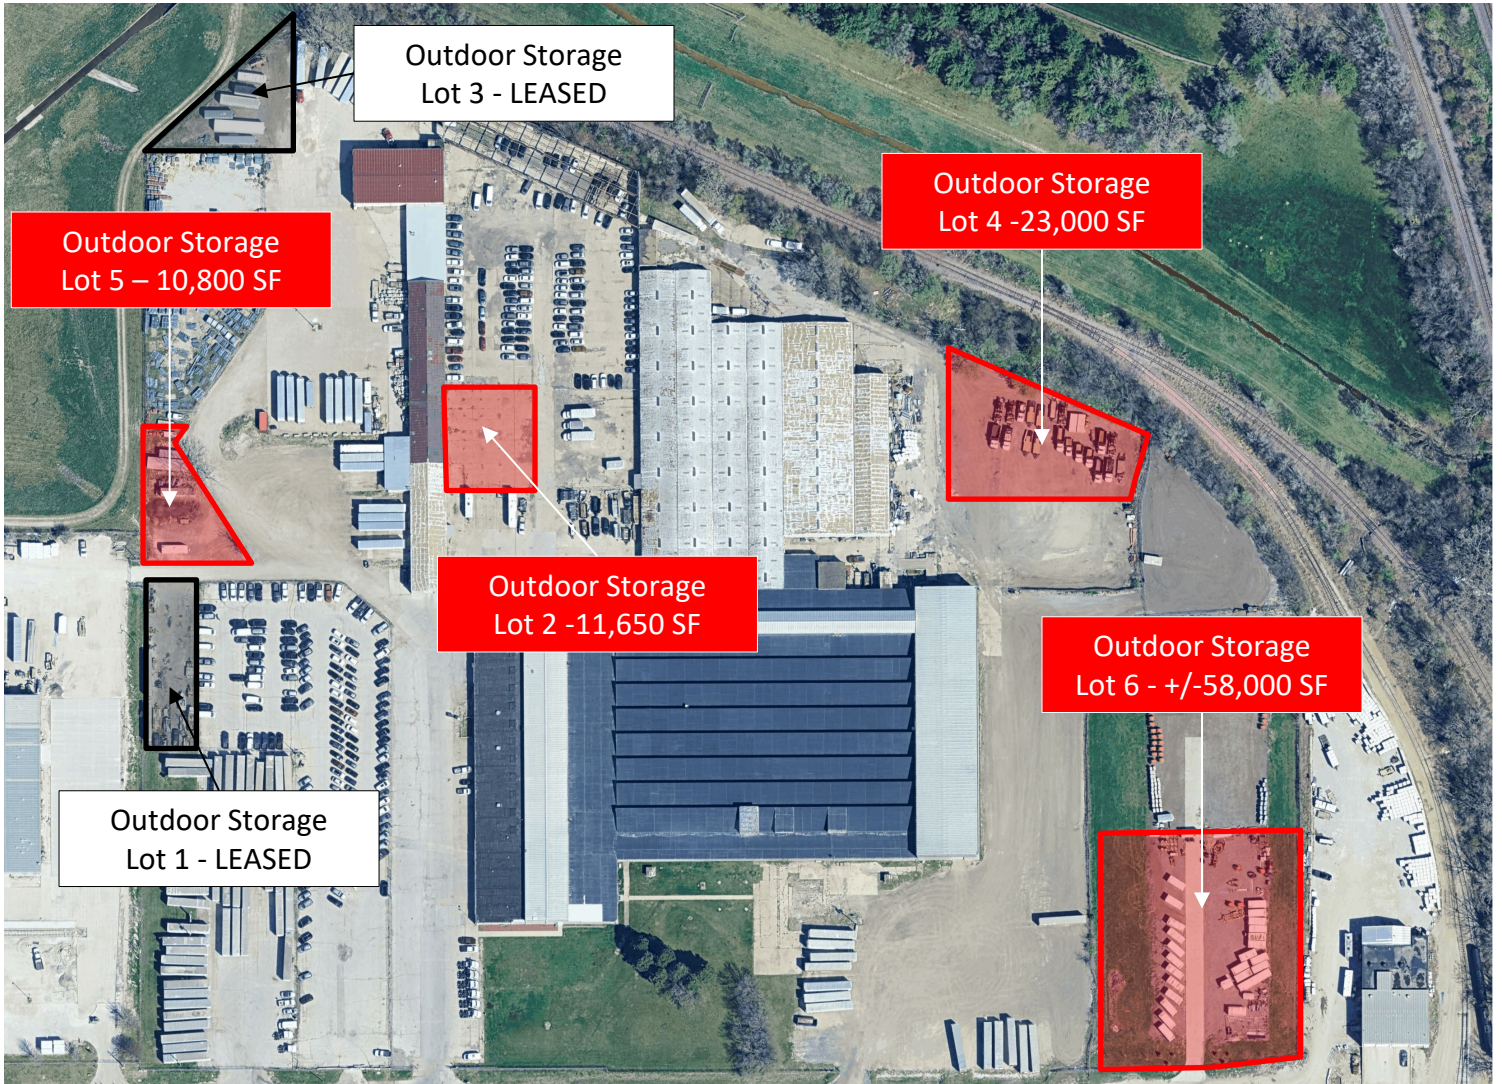 Outdoor Storage
Lot 3 - LEASED
Outdoor Storage
Lot 4 -23,000 SF
Outdoor Storage
Lot 5 – 10,800 SF
Outdoor Storage
Lot 2 -11,650 SF
Outdoor Storage
Lot 6 - +/-58,000 SF
Outdoor Storage
Lot 1 - LEASED